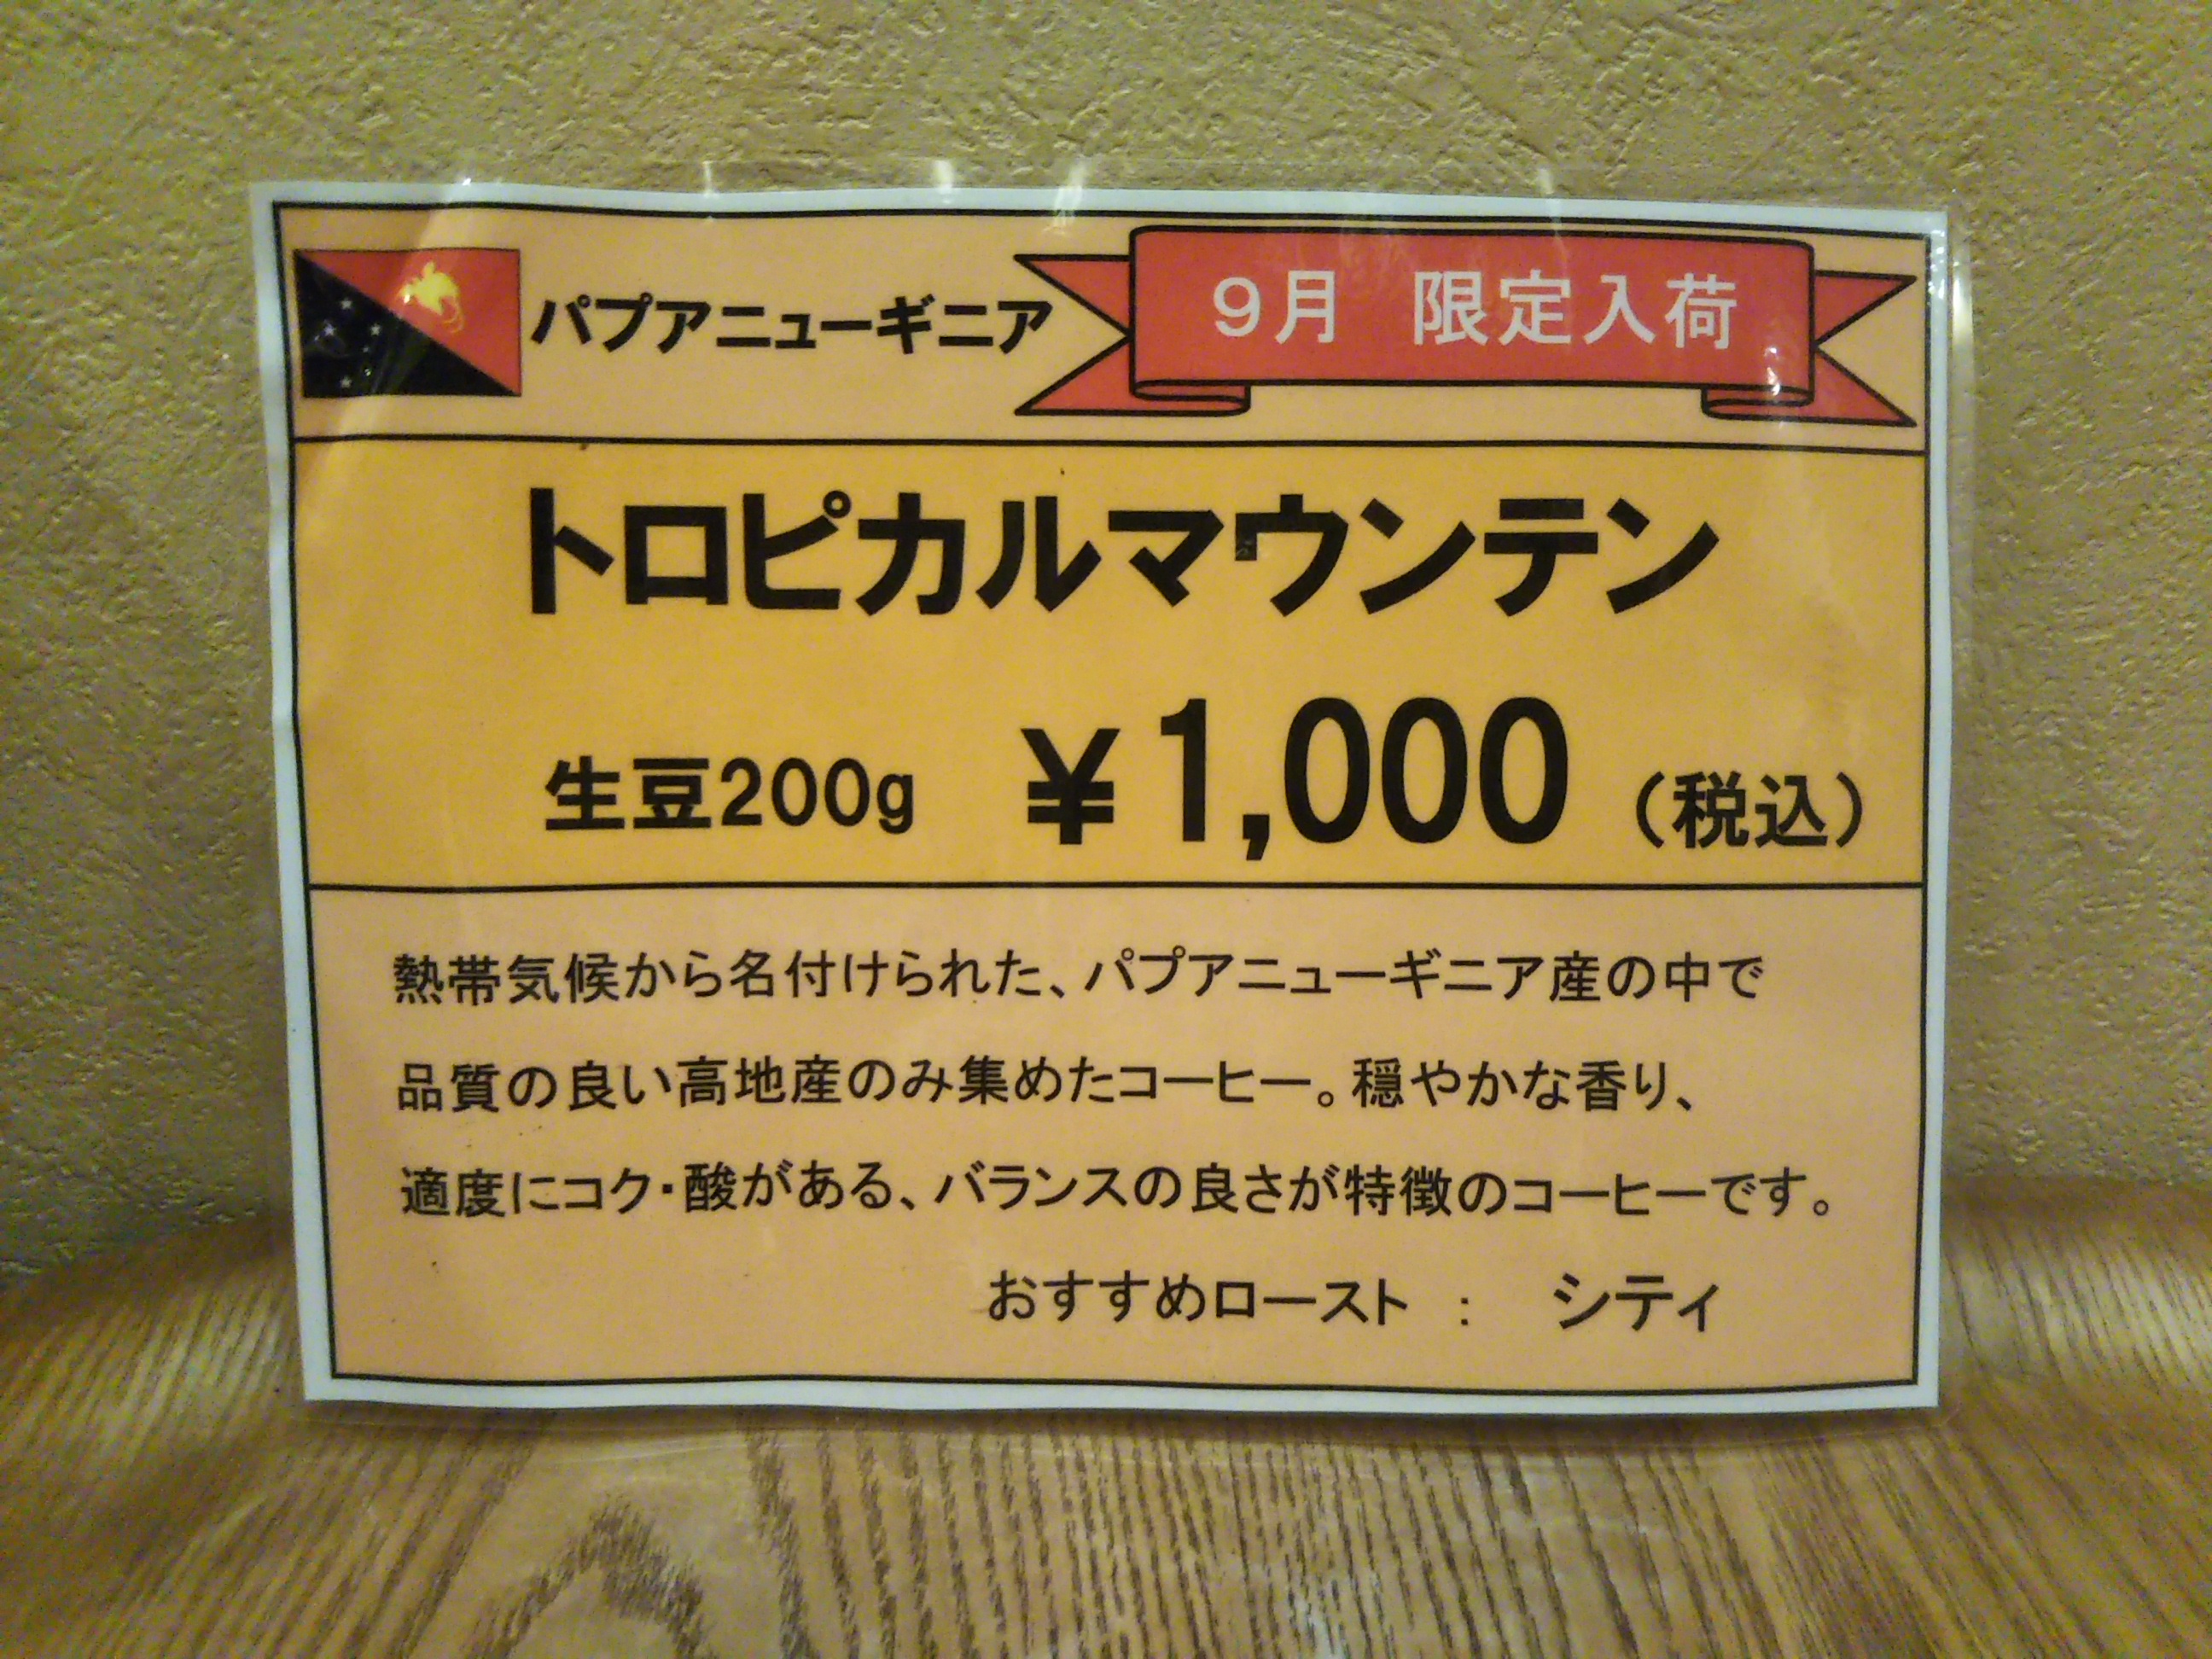 パプアニューギニア
９月　限定入荷
トロピカルマウンテン
生豆200g　¥1,000（税込）
熱帯気候から名付けられた、パプアニューギニア産の中で
品質の良い高地産のみ集めたコーヒー。穏やかな香り、
適度にコク・酸がある、バランスの良さが特徴のコーヒーです。
おすすめロースト　：　シティ